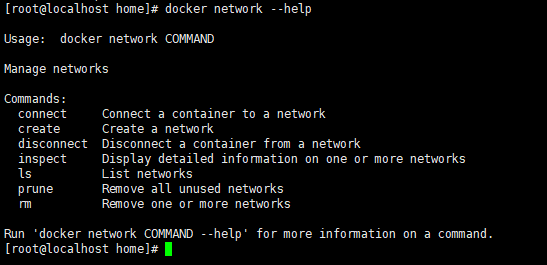 [root@localhost home]# docker network --help
Usage:  docker network COMMAND
Manage networks
Commands:
  connect     Connect a container to a network
  create      Create a network
  disconnect  Disconnect a container from a network
  inspect     Display detailed information on one or more networks
  ls          List networks
  prune       Remove all unused networks
  rm          Remove one or more networks
Run 'docker network COMMAND --help' for more information on a command.
[root@localhost home]#